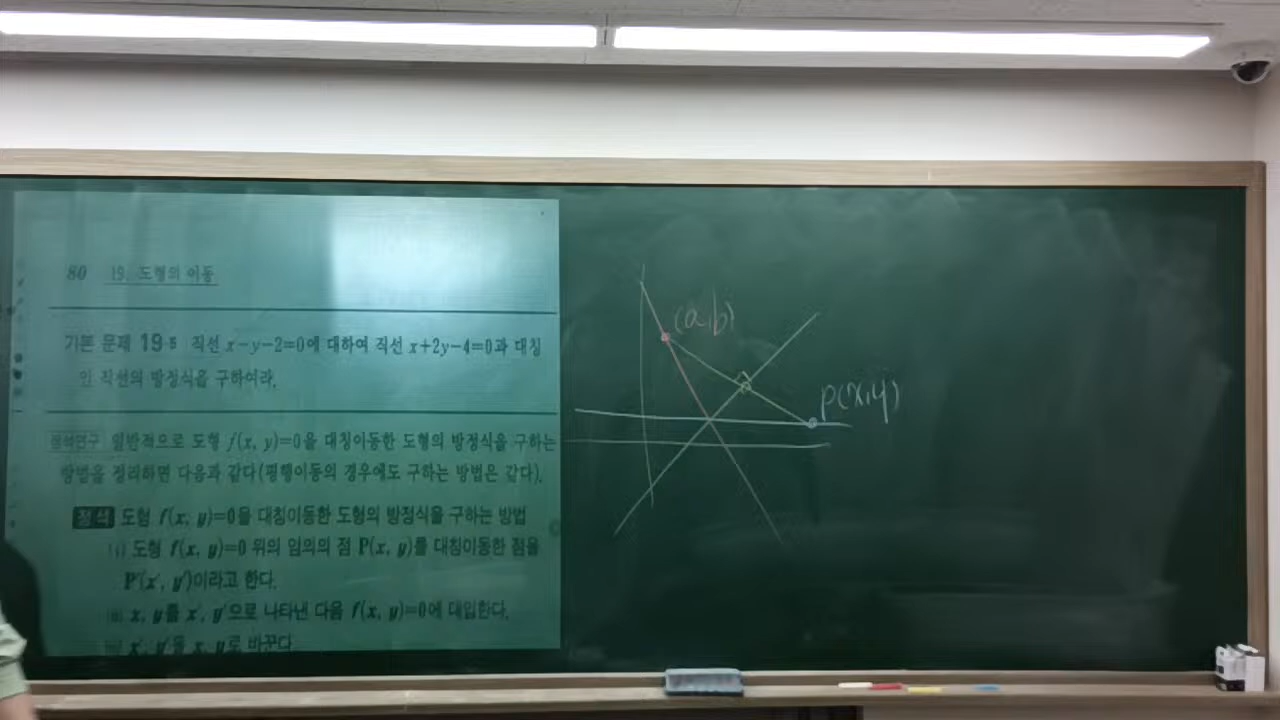 80 19. 도형의 이동
기본 문제 19·5 직선 x−y−2=0에 대하여 직선 x+2y−4=0과 대칭
인 직선의 방정식을 구하여라.
정석연구 일반적으로 도형 f(x, y)=0을 대칭이동한 도형의 방정식을 구하는
방법을 정리하면 다음과 같다(평행이동의 경우에도 구하는 방법은 같다).
정석 도형 f(x, y)=0을 대칭이동한 도형의 방정식을 구하는 방법
(i) 도형 f(x, y)=0 위의 임의의 점 P(x, y)를 대칭이동한 점을
P′(x′, y′)이라고 한다.
(ii) x, y를 x′, y′으로 나타낸 다음 f(x, y)=0에 대입한다.
x′, y′을 x, y로 바꾼다
(a,b)
P(x,y)